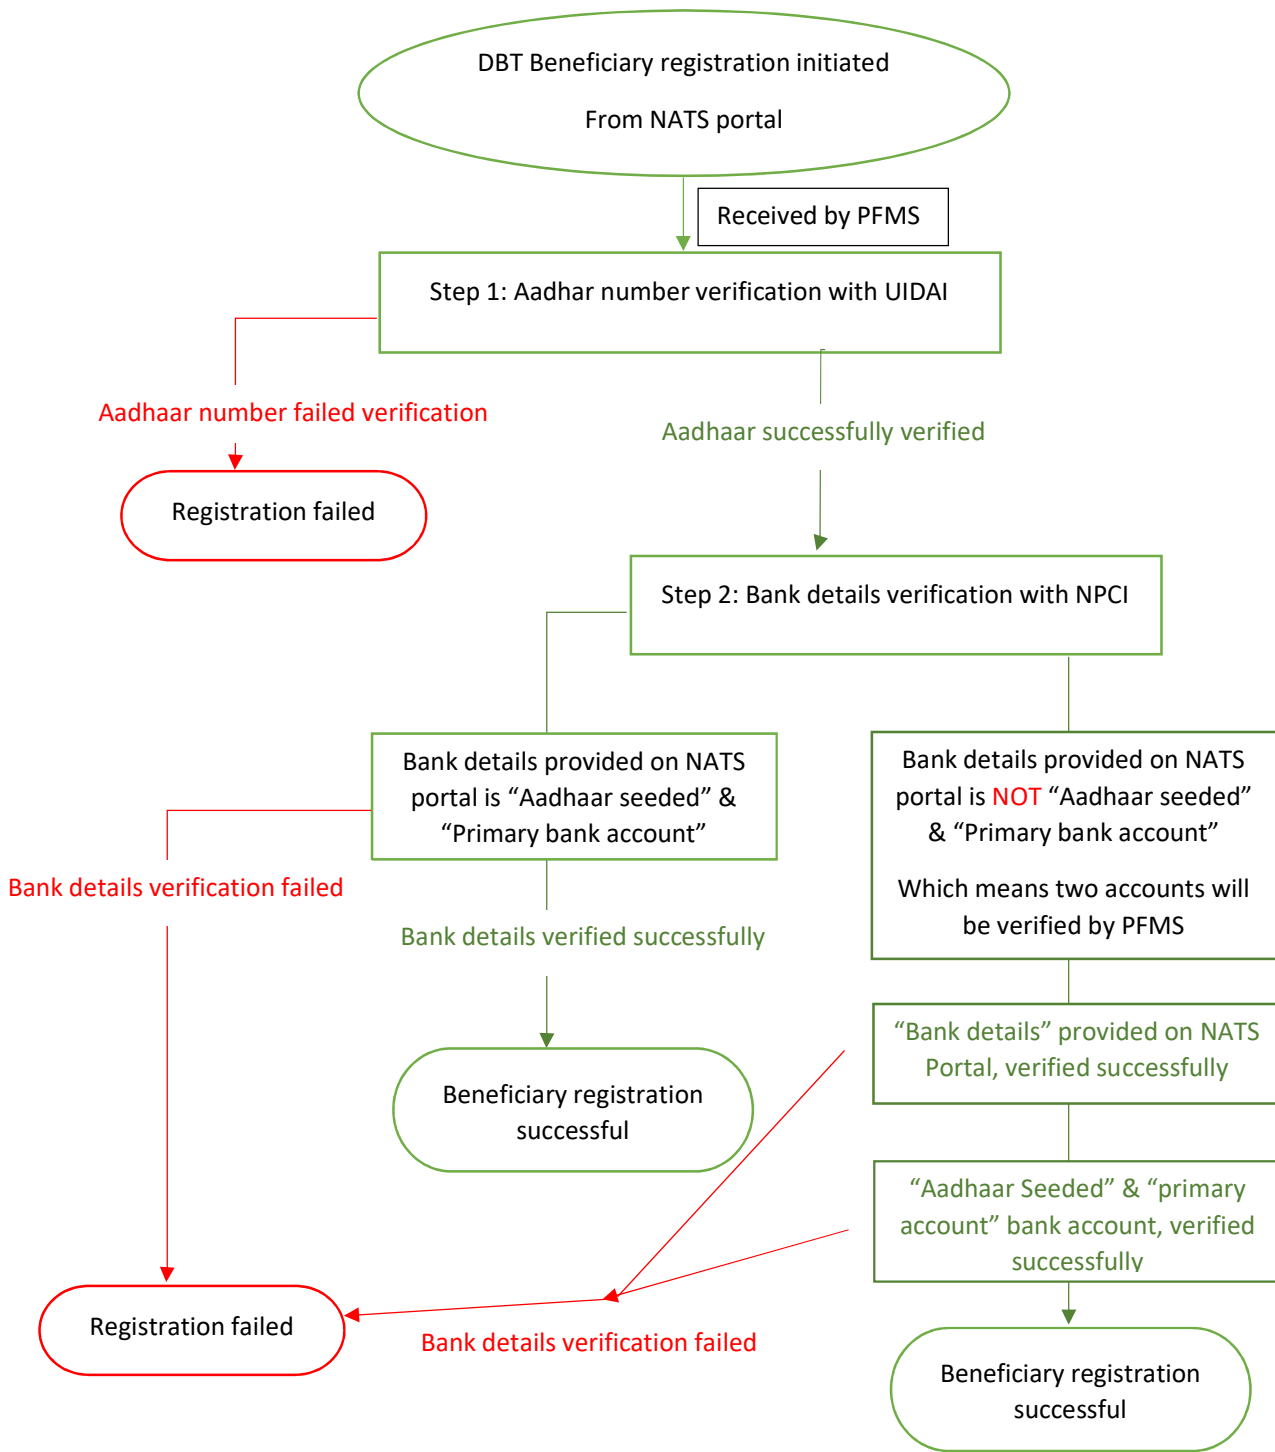 DBT Beneficiary registration initiated
From NATS portal
Received by PFMS
Step 1: Aadhar number verification with UIDAI
Aadhaar number failed verification
Aadhaar successfully verified
Registration failed
Step 2: Bank details verification with NPCI
Bank details provided on NATS
portal is “Aadhaar seeded” &
“Primary bank account”
Bank details provided on NATS
portal is NOT “Aadhaar seeded”
& “Primary bank account”
Which means two accounts will
be verified by PFMS
Bank details verification failed
Bank details verified successfully
“Bank details” provided on NATS
Portal, verified successfully
Beneficiary registration
successful
“Aadhaar Seeded” & “primary
account” bank account, verified
successfully
Registration failed
Bank details verification failed
Beneficiary registration
successful